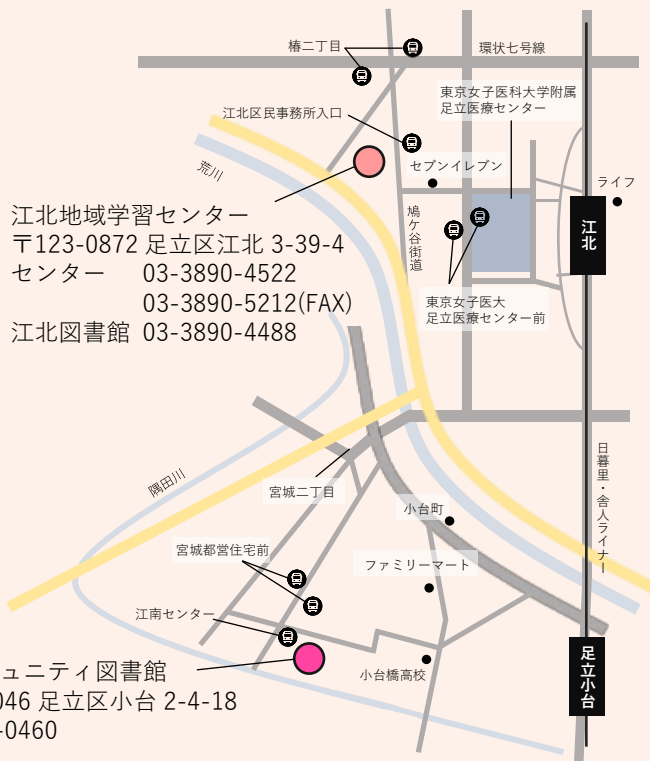 椿二丁目
環状七号線
東京女子医科大学附属
足立医療センター
江北区民事務所入口
セブンイレブン
荒川
ライフ
江北地域学習センター
〒123-0872 足立区江北 3-39-4
センター 03-3890-4522
03-3890-5212(FAX)
江北図書館 03-3890-4488
鳩ケ谷街道
江北
東京女子医大
足立医療センター前
日暮里・舎人ライナー
隅田川
宮城二丁目
小台町
宮城都営住宅前
ファミリーマート
江南センター
足立小台
小台橋高校
ュニティ図書館
046 足立区小台 2-4-18
-0460